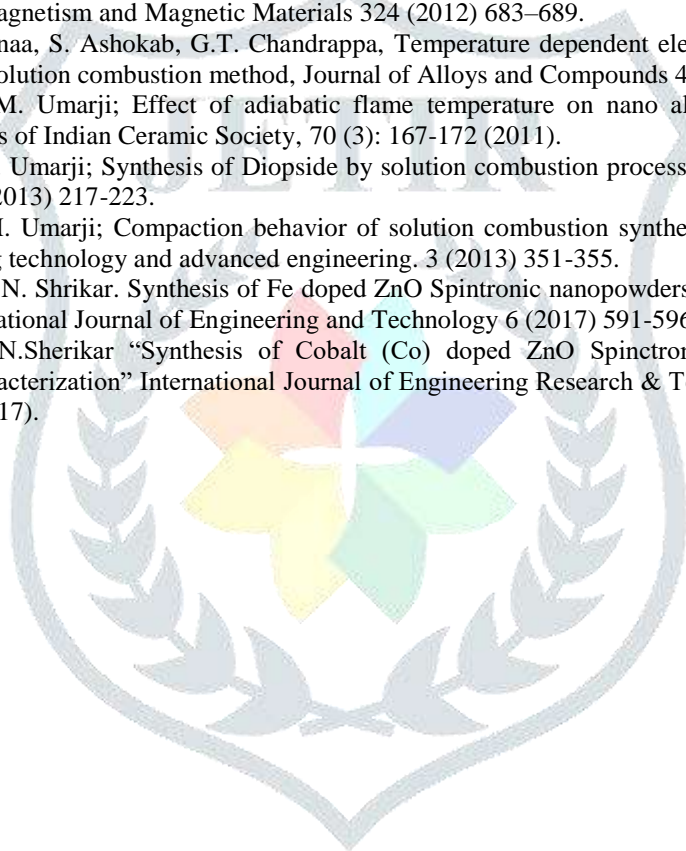 agnetism and Magnetic Materials 324 (2012) 683–689.
naa, S. Ashokab, G.T. Chandrappa, Temperature dependent ele
olution combustion method, Journal of Alloys and Compounds 4
M. Umarji; Effect of adiabatic flame temperature on nano al
s of Indian Ceramic Society, 70 (3): 167-172 (2011).
Umarji; Synthesis of Diopside by solution combustion process
2013) 217-223.
I. Umarji; Compaction behavior of solution combustion synthe
g technology and advanced engineering. 3 (2013) 351-355.
N. Shrikar. Synthesis of Fe doped ZnO Spintronic nanopowders
ational Journal of Engineering and Technology 6 (2017) 591-596
N.Sherikar “Synthesis of Cobalt (Co) doped ZnO Spinctron
acterization” International Journal of Engineering Research & T
17).
JETIR